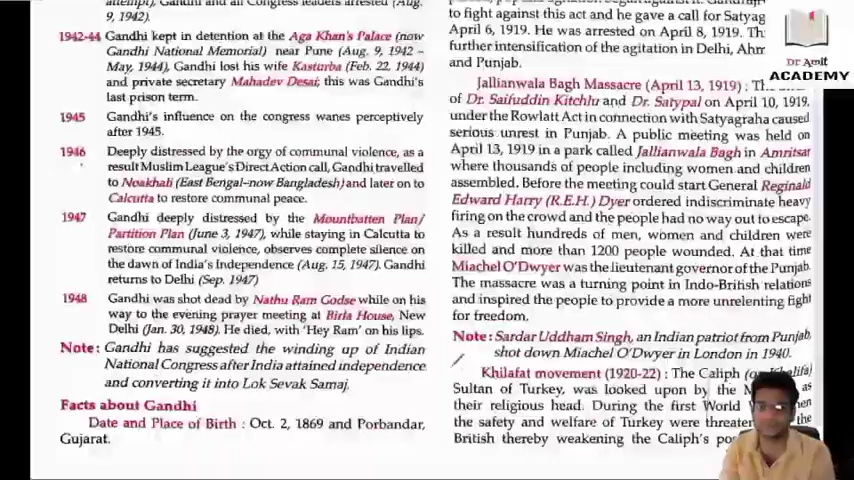 attempt), Gandhi and all Congress leaders arrested (Aug.
9, 1942).
1942-44 Gandhi kept in detention at the Aga Khan's Palace (now
Gandhi National Memorial) near Pune (Aug. 9, 1942 –
May, 1944), Gandhi lost his wife Kasturba (Feb. 22, 1944)
and private secretary Mahadev Desai; this was Gandhi's
last prison term.
1945 Gandhi's influence on the congress wanes perceptively
after 1945.
1946 Deeply distressed by the orgy of communal violence, as a
result Muslim League's Direct Action call, Gandhi travelled
to Noakhali (East Bengal–now Bangladesh) and later on to
Calcutta to restore communal peace.
1947 Gandhi deeply distressed by the Mountbatten Plan/
Partition Plan (June 3, 1947), while staying in Calcutta to
restore communal violence, observes complete silence on
the dawn of India's Independence (Aug. 15, 1947). Gandhi
returns to Delhi (Sep. 1947)
1948 Gandhi was shot dead by Nathu Ram Godse while on his
way to the evening prayer meeting at Birla House, New
Delhi (Jan. 30, 1948). He died, with 'Hey Ram' on his lips.
Note: Gandhi has suggested the winding up of Indian
National Congress after India attained independence
and converting it into Lok Sevak Samaj.
Facts about Gandhi
Date and Place of Birth : Oct. 2, 1869 and Porbandar,
Gujarat.
to fight against this act and he gave a call for Satyag
April 6, 1919. He was arrested on April 8, 1919. Th
further intensification of the agitation in Delhi, Ahm
and Punjab.
Jallianwala Bagh Massacre (April 13, 1919) :
of Dr. Saifuddin Kitchlu and Dr. Satypal on April 10, 1919,
under the Rowlatt Act in connection with Satyagraha caused
serious unrest in Punjab. A public meeting was held on
April 13, 1919 in a park called Jallianwala Bagh in Amritsar
where thousands of people including women and children
assembled. Before the meeting could start General Reginald
Edward Harry (R.E.H.) Dyer ordered indiscriminate heavy
firing on the crowd and the people had no way out to escape.
As a result hundreds of men, women and children were
killed and more than 1200 people wounded. At that time
Miachel O'Dwyer was the lieutenant governor of the Punjab.
The massacre was a turning point in Indo-British relations
and inspired the people to provide a more unrelenting fight
for freedom.
Note: Sardar Uddham Singh, an Indian patriot from Punjab,
shot down Miachel O'Dwyer in London in 1940.
Khilafat movement (1920-22) : The Caliph (or Khalifa)
Sultan of Turkey, was looked upon by the M as
their religious head. During the first World
the safety and welfare of Turkey were threaten the
British thereby weakening the Caliph's po
Dr Amit
ACADEMY